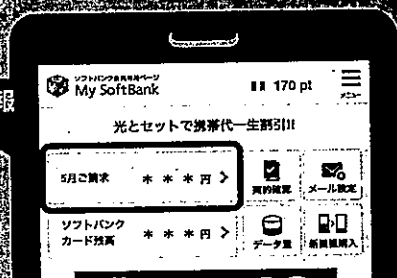 報
ソフトバンク会員専用ページ
My SoftBank
170 pt
メニュー
光とセットで携帯代一生割引!!
5月ご請求 ＊ ＊ ＊ 円 >
契約確認
メール設定
ソフトバンク
カード残高 ＊ ＊ ＊ 円 >
データ量
新規機購入